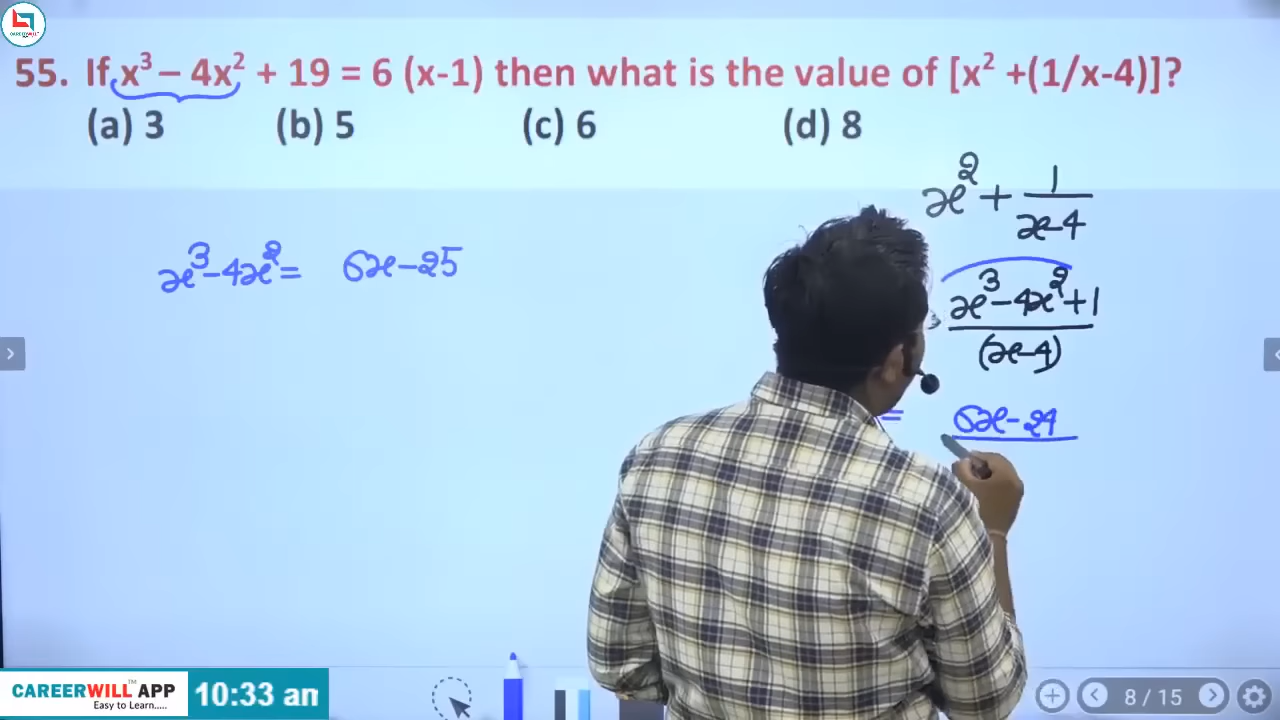 CAREERWILL
55. If x³ – 4x² + 19 = 6 (x-1) then what is the value of [x² +(1/x-4)]?
(a) 3 (b) 5 (c) 6 (d) 8
x² + 1/(x-4)
x³-4x² = 6x-25
x³-4x²+1
(x-4)
= 6x-24
CAREERWILL™ APP
Easy to Learn.....
10:33 am
8 / 15